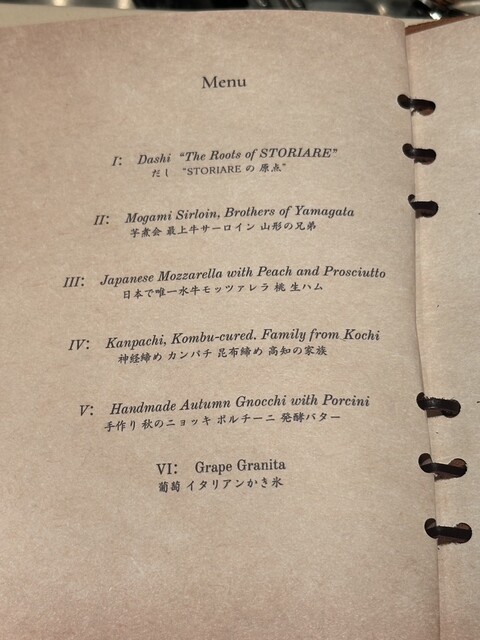 Menu
I: Dashi “The Roots of STORIARE”
だし “STORIARE の 原点”
II: Mogami Sirloin, Brothers of Yamagata
芋煮会 最上牛サーロイン 山形の兄弟
III: Japanese Mozzarella with Peach and Prosciutto
日本で唯一水牛モッツァレラ 桃 生ハム
IV: Kanpachi, Kombu-cured. Family from Kochi
神経締め カンパチ 昆布締め 高知の家族
V: Handmade Autumn Gnocchi with Porcini
手作り 秋のニョッキ ポルチーニ 発酵バター
VI: Grape Granita
葡萄 イタリアンかき氷